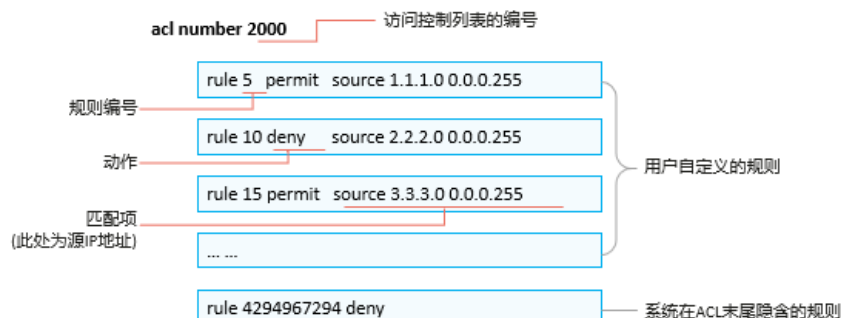 acl number 2000
访问控制列表的编号
rule 5 permit source 1.1.1.0 0.0.0.255
规则编号
rule 10 deny source 2.2.2.0 0.0.0.255
动作
用户自定义的规则
rule 15 permit source 3.3.3.0 0.0.0.255
匹配项
(此处为源IP地址)
... ...
rule 4294967294 deny
系统在ACL末尾隐含的规则